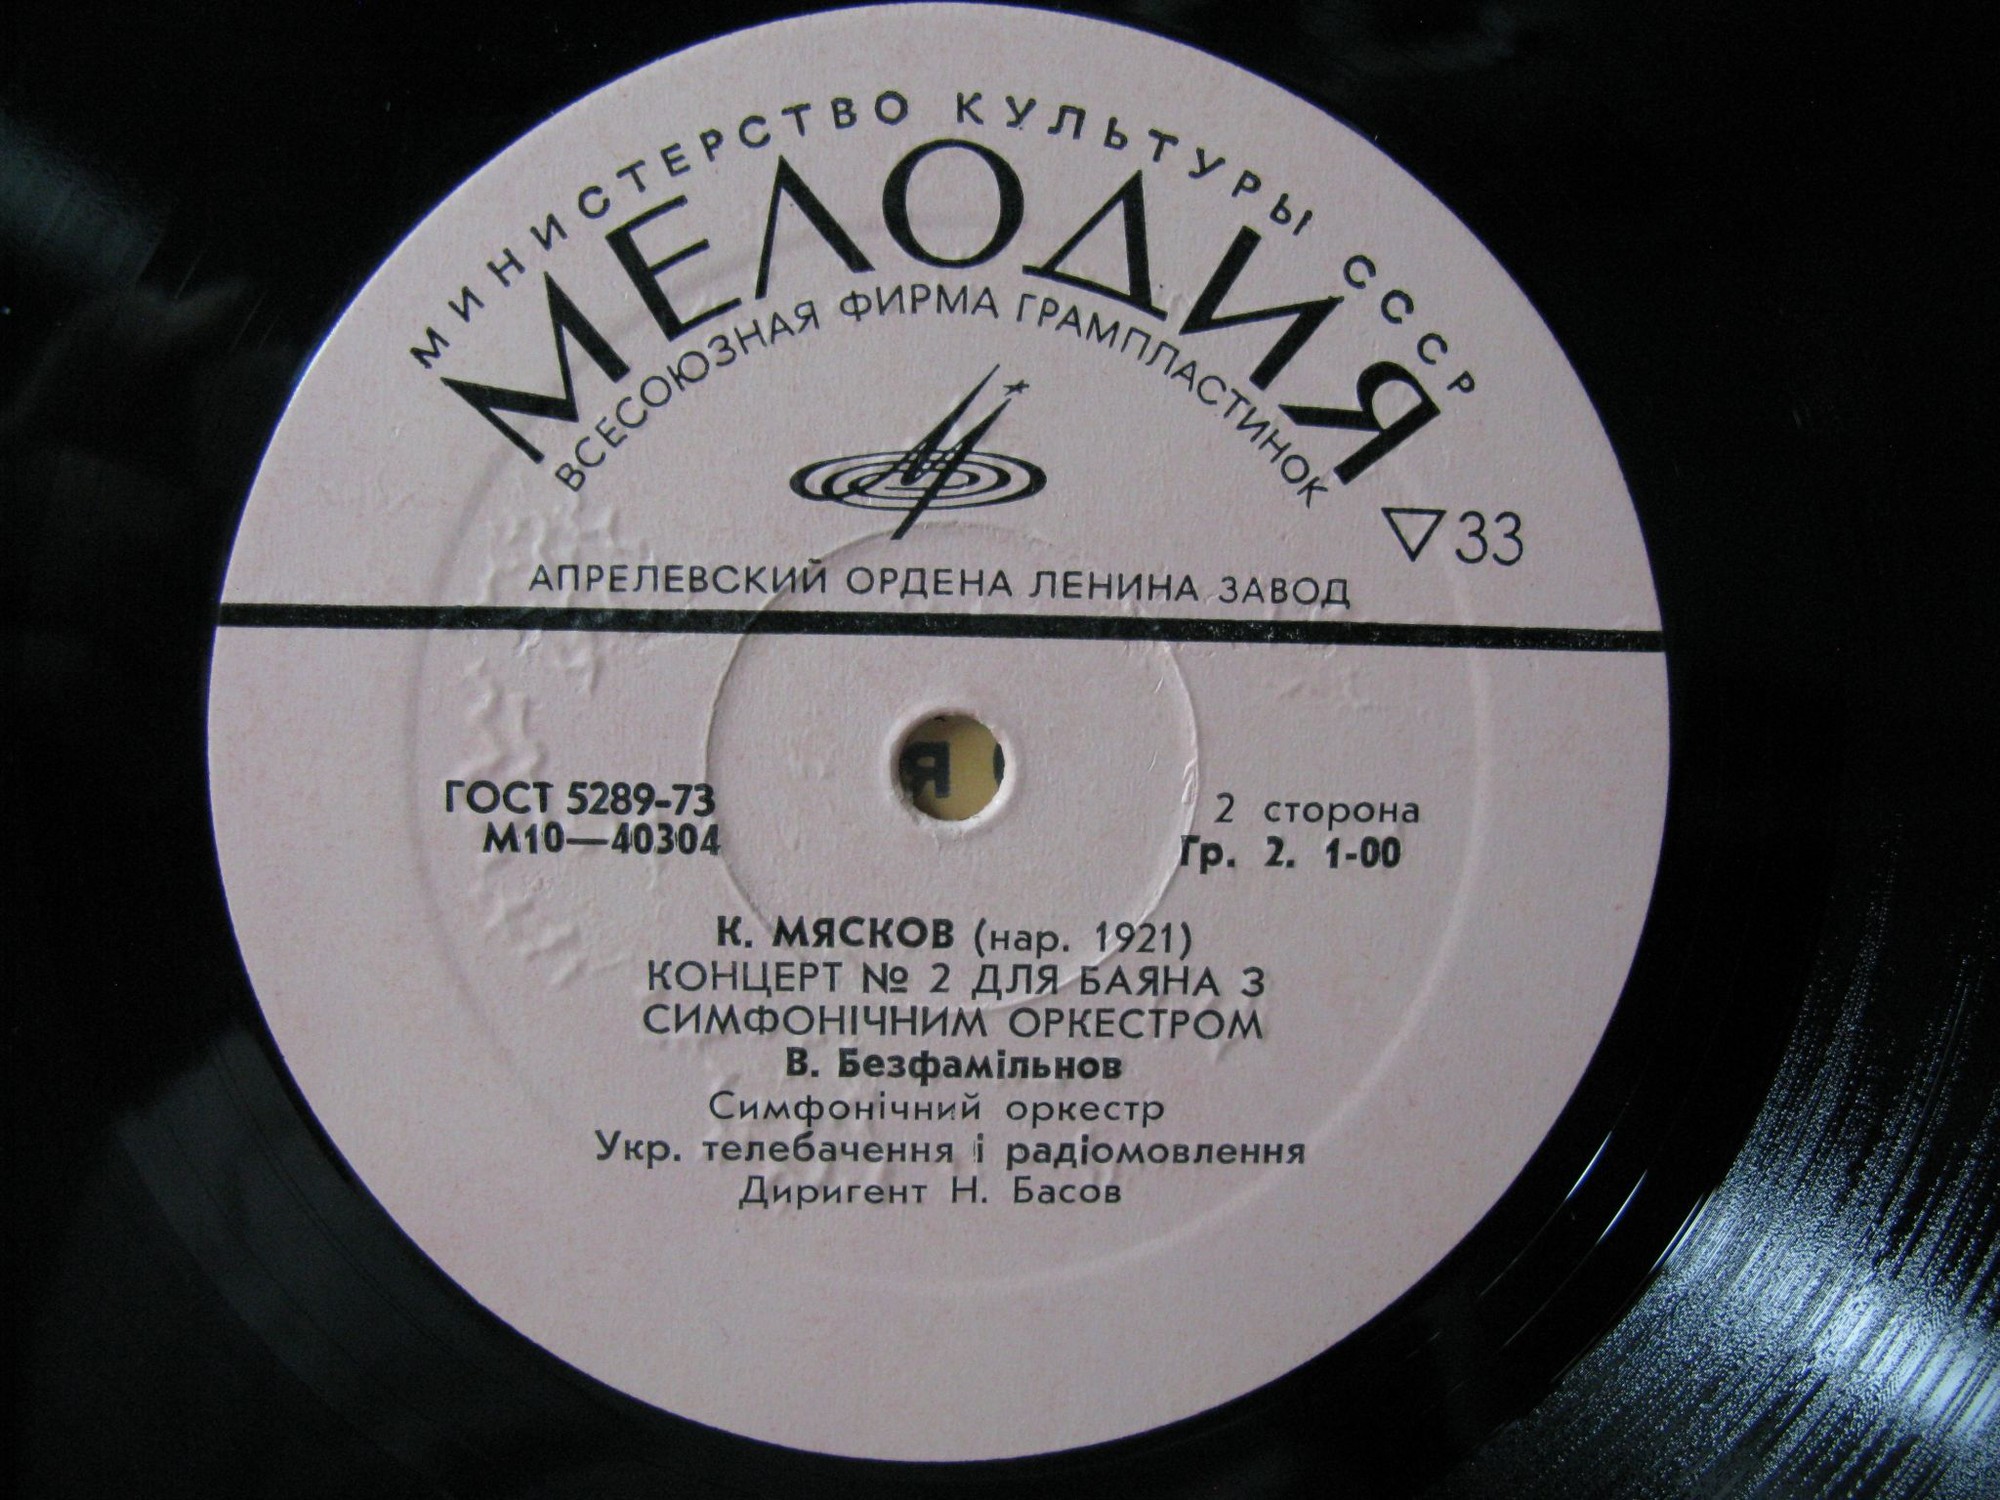 МИНИСТЕРСТВО КУЛЬТУРЫ СССР
МЕЛОДИЯ
ВСЕСОЮЗНАЯ ФИРМА ГРАМПЛАСТИНОК
33
АПРЕЛЕВСКИЙ ОРДЕНА ЛЕНИНА ЗАВОД
ГОСТ 5289-73
М10—40304
2 сторона
Гр. 2. 1-00
К. МЯСКОВ (нар. 1921)
КОНЦЕРТ № 2 ДЛЯ БАЯНА З
СИМФОНІЧНИМ ОРКЕСТРОМ
В. Безфамільнов
Симфонічний оркестр
Укр. телебачення і радіомовлення
Диригент Н. Басов